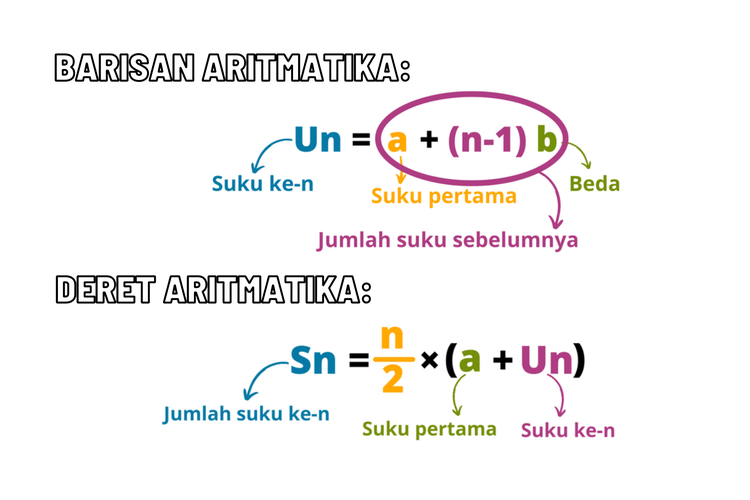 BARISAN ARITMATIKA:
Un = a + (n-1) b
Suku ke-n
Suku pertama
Beda
Jumlah suku sebelumnya
DERET ARITMATIKA:
Sn = n/2 × (a + Un)
Jumlah suku ke-n
Suku pertama
Suku ke-n